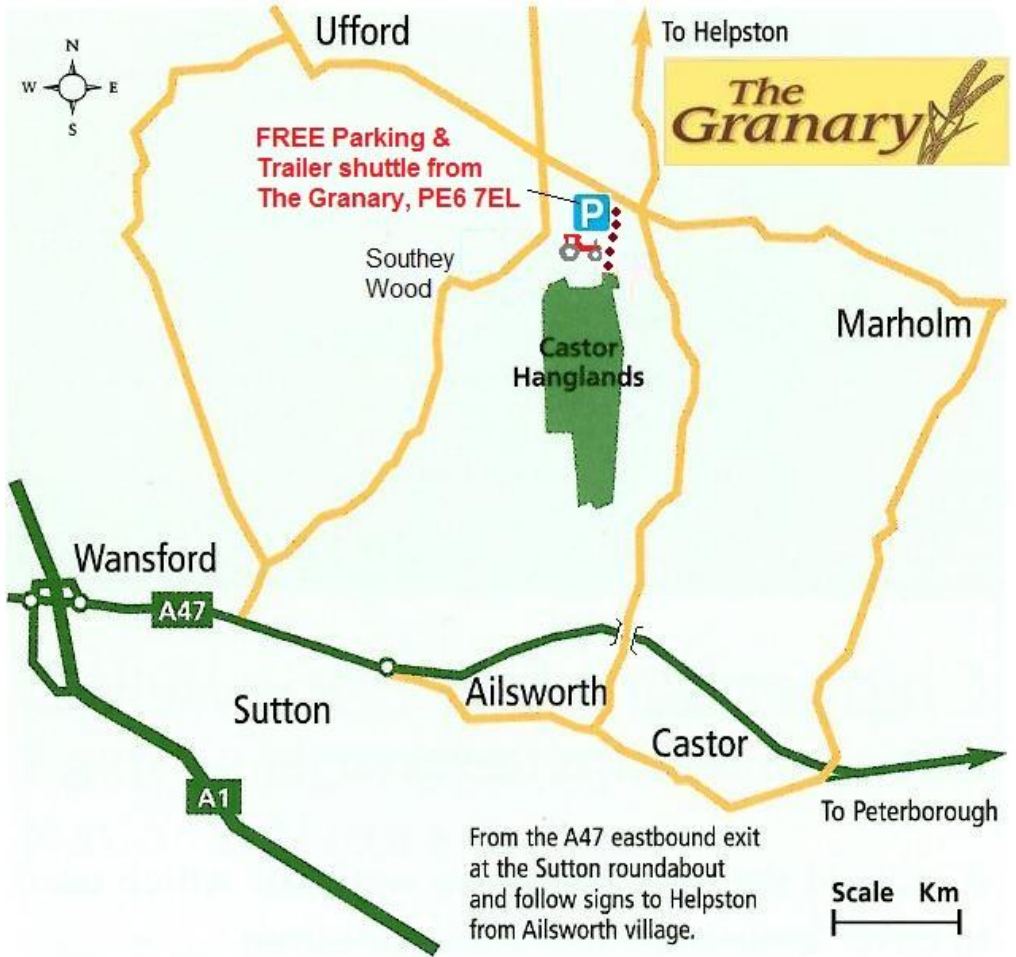 Ufford
To Helpston
N
W E
S
The
Granary
FREE Parking &
Trailer shuttle from
The Granary, PE6 7EL
P
Southey
Wood
Marholm
Castor
Hanglands
Wansford
A47
Ailsworth
Sutton
Castor
A1
To Peterborough
From the A47 eastbound exit
at the Sutton roundabout
and follow signs to Helpston
from Ailsworth village.
Scale Km